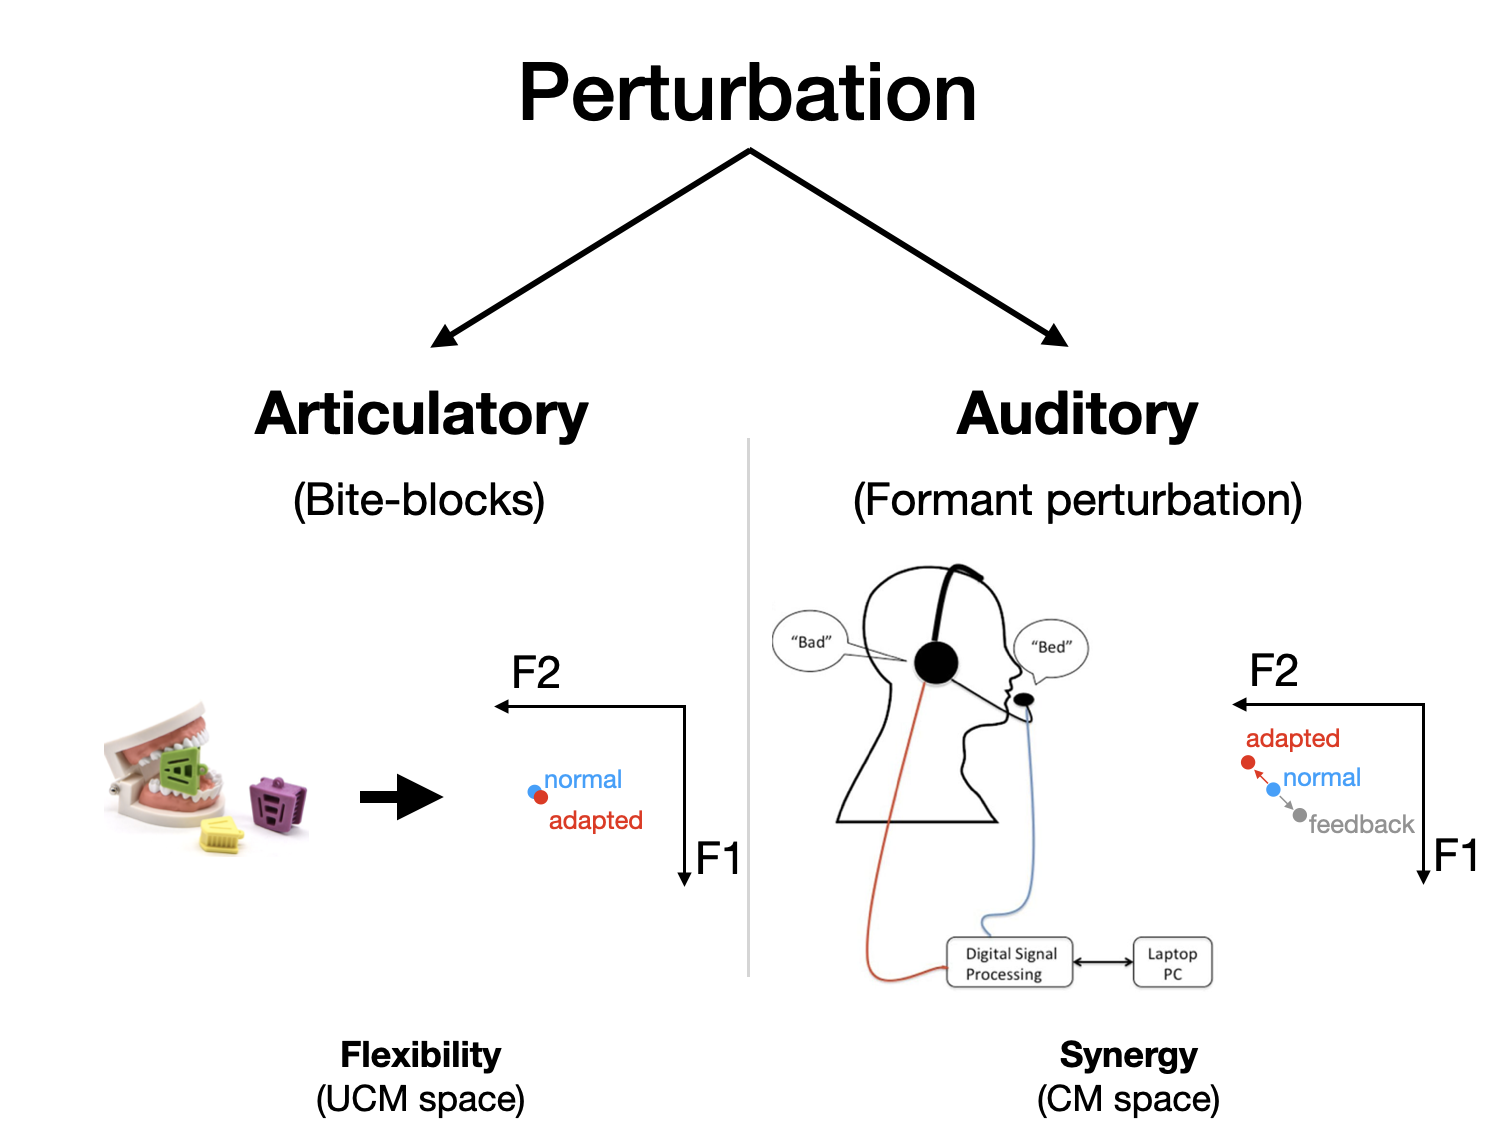 Perturbation
Articulatory
(Bite-blocks)
F2
normal
adapted
F1
Flexibility
(UCM space)
Auditory
(Formant perturbation)
“Bad”
“Bed”
Digital Signal
Processing
Laptop
PC
F2
adapted
normal
feedback
F1
Synergy
(CM space)